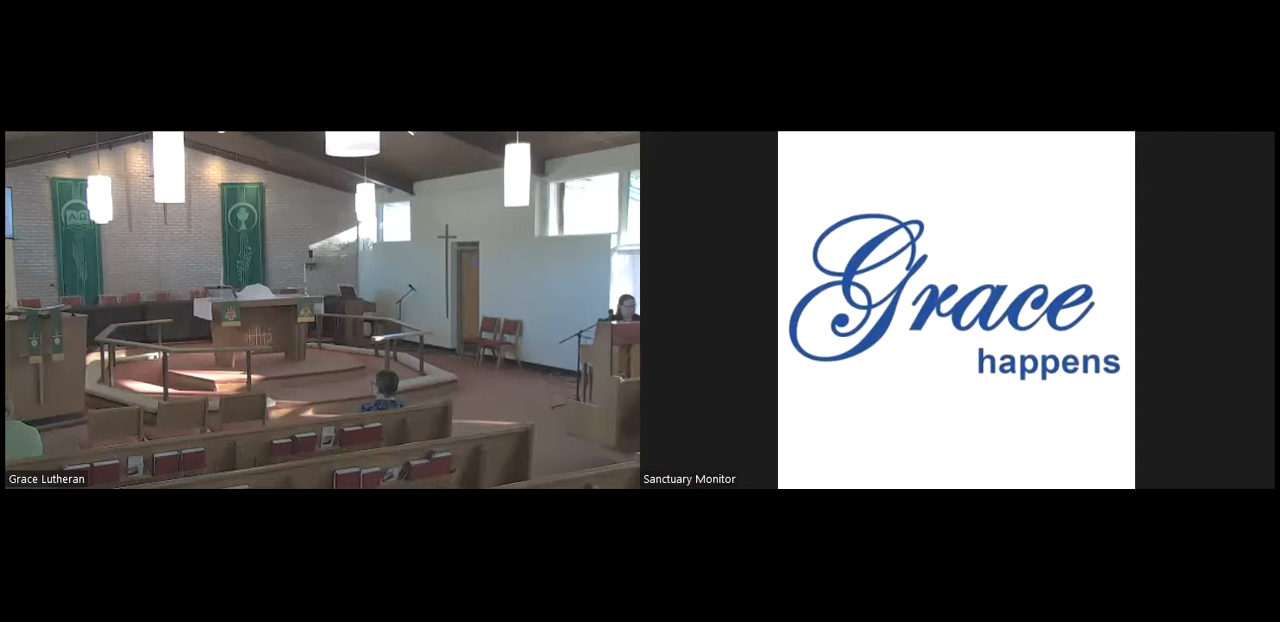 Grace
happens
Grace Lutheran
Sanctuary Monitor